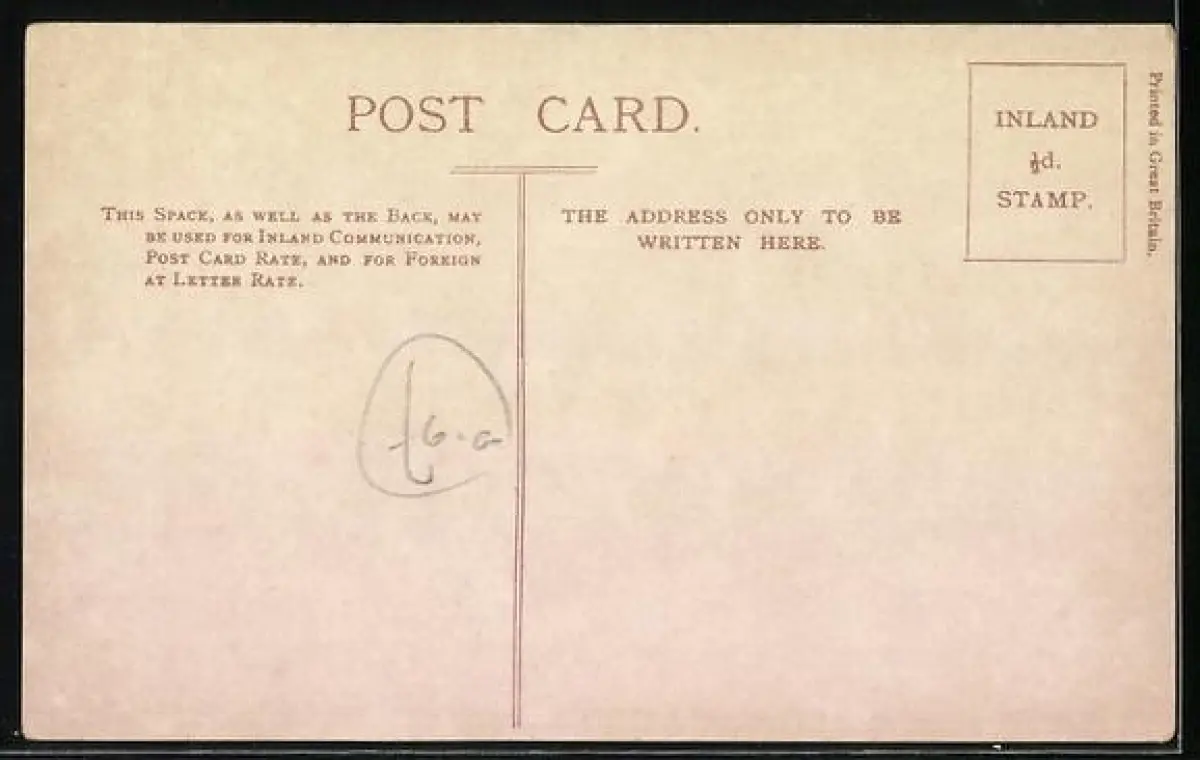 POST CARD.
THIS SPACE, AS WELL AS THE BACK, MAY
BE USED FOR INLAND COMMUNICATION,
POST CARD RATE, AND FOR FOREIGN
AT LETTER RATE.
THE ADDRESS ONLY TO BE
WRITTEN HERE.
INLAND
½d.
STAMP.
Printed in Great Britain.